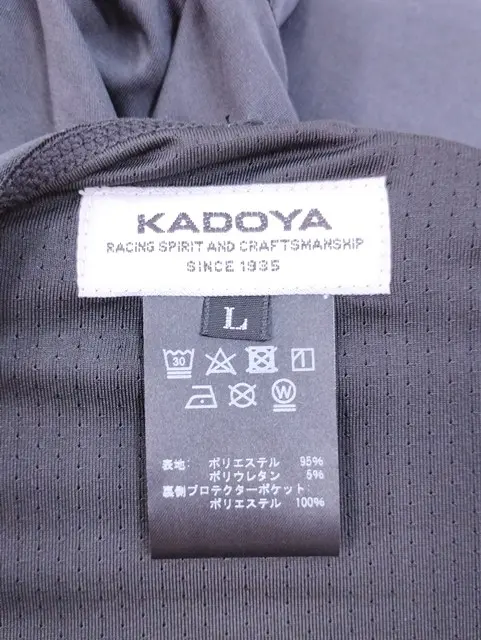 KADOYA
RACING SPIRIT AND CRAFTSMANSHIP
SINCE 1935
L
30
1
W
表地: ポリエステル 95%
ポリウレタン 5%
裏側プロテクターポケット:
ポリエステル 100%